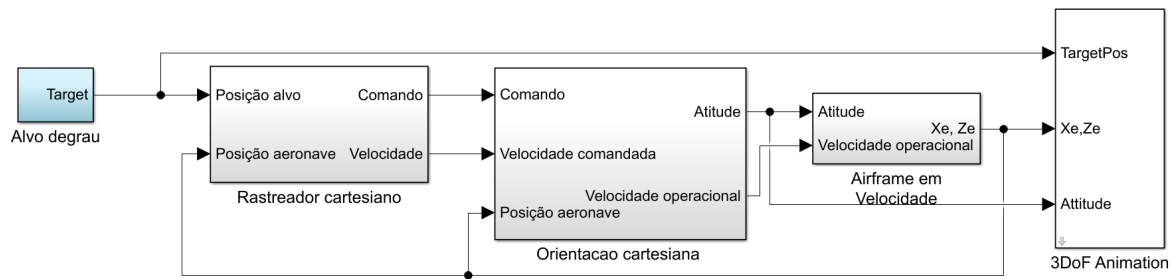 Target
Alvo degrau
Posição alvo
Comando
Posição aeronave
Velocidade
Rastreador cartesiano
Comando
Atitude
Velocidade comandada
Velocidade operacional
Posição aeronave
Orientacao cartesiana
Atitude
Xe, Ze
Velocidade operacional
Airframe em
Velocidade
TargetPos
Xe,Ze
Attitude
3DoF Animation